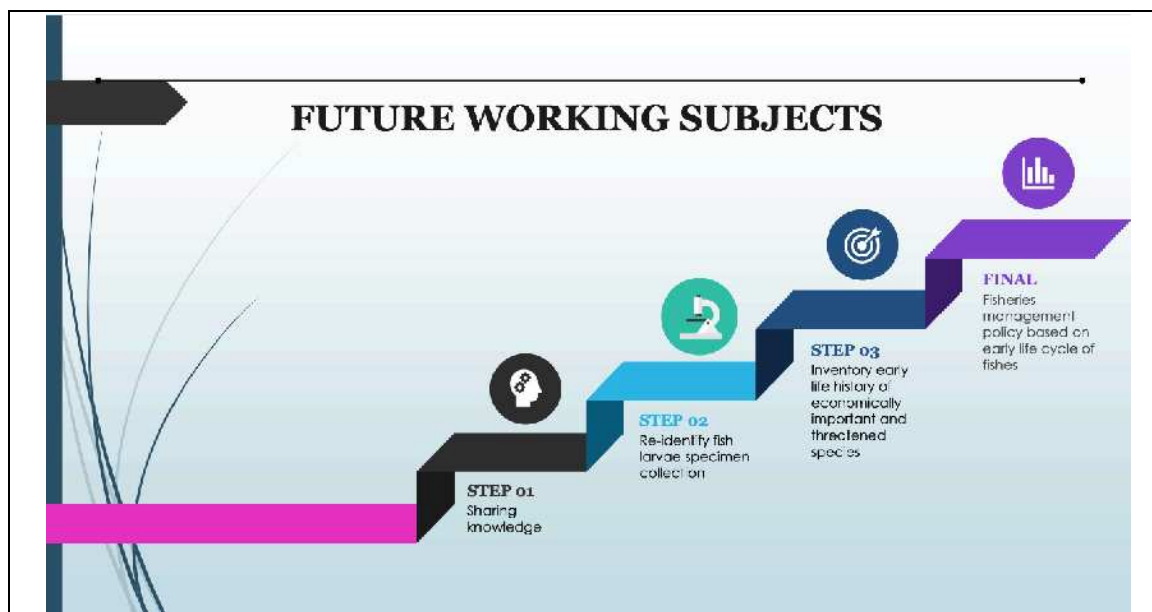 FUTURE WORKING SUBJECTS
STEP 01
Sharing
knowledge
STEP 02
Re-identify fish
larvae specimen
collection
STEP 03
Inventory early
life history of
economically
important and
threatened
species
FINAL
Fisheries
management
policy based on
early life cycle of
fishes